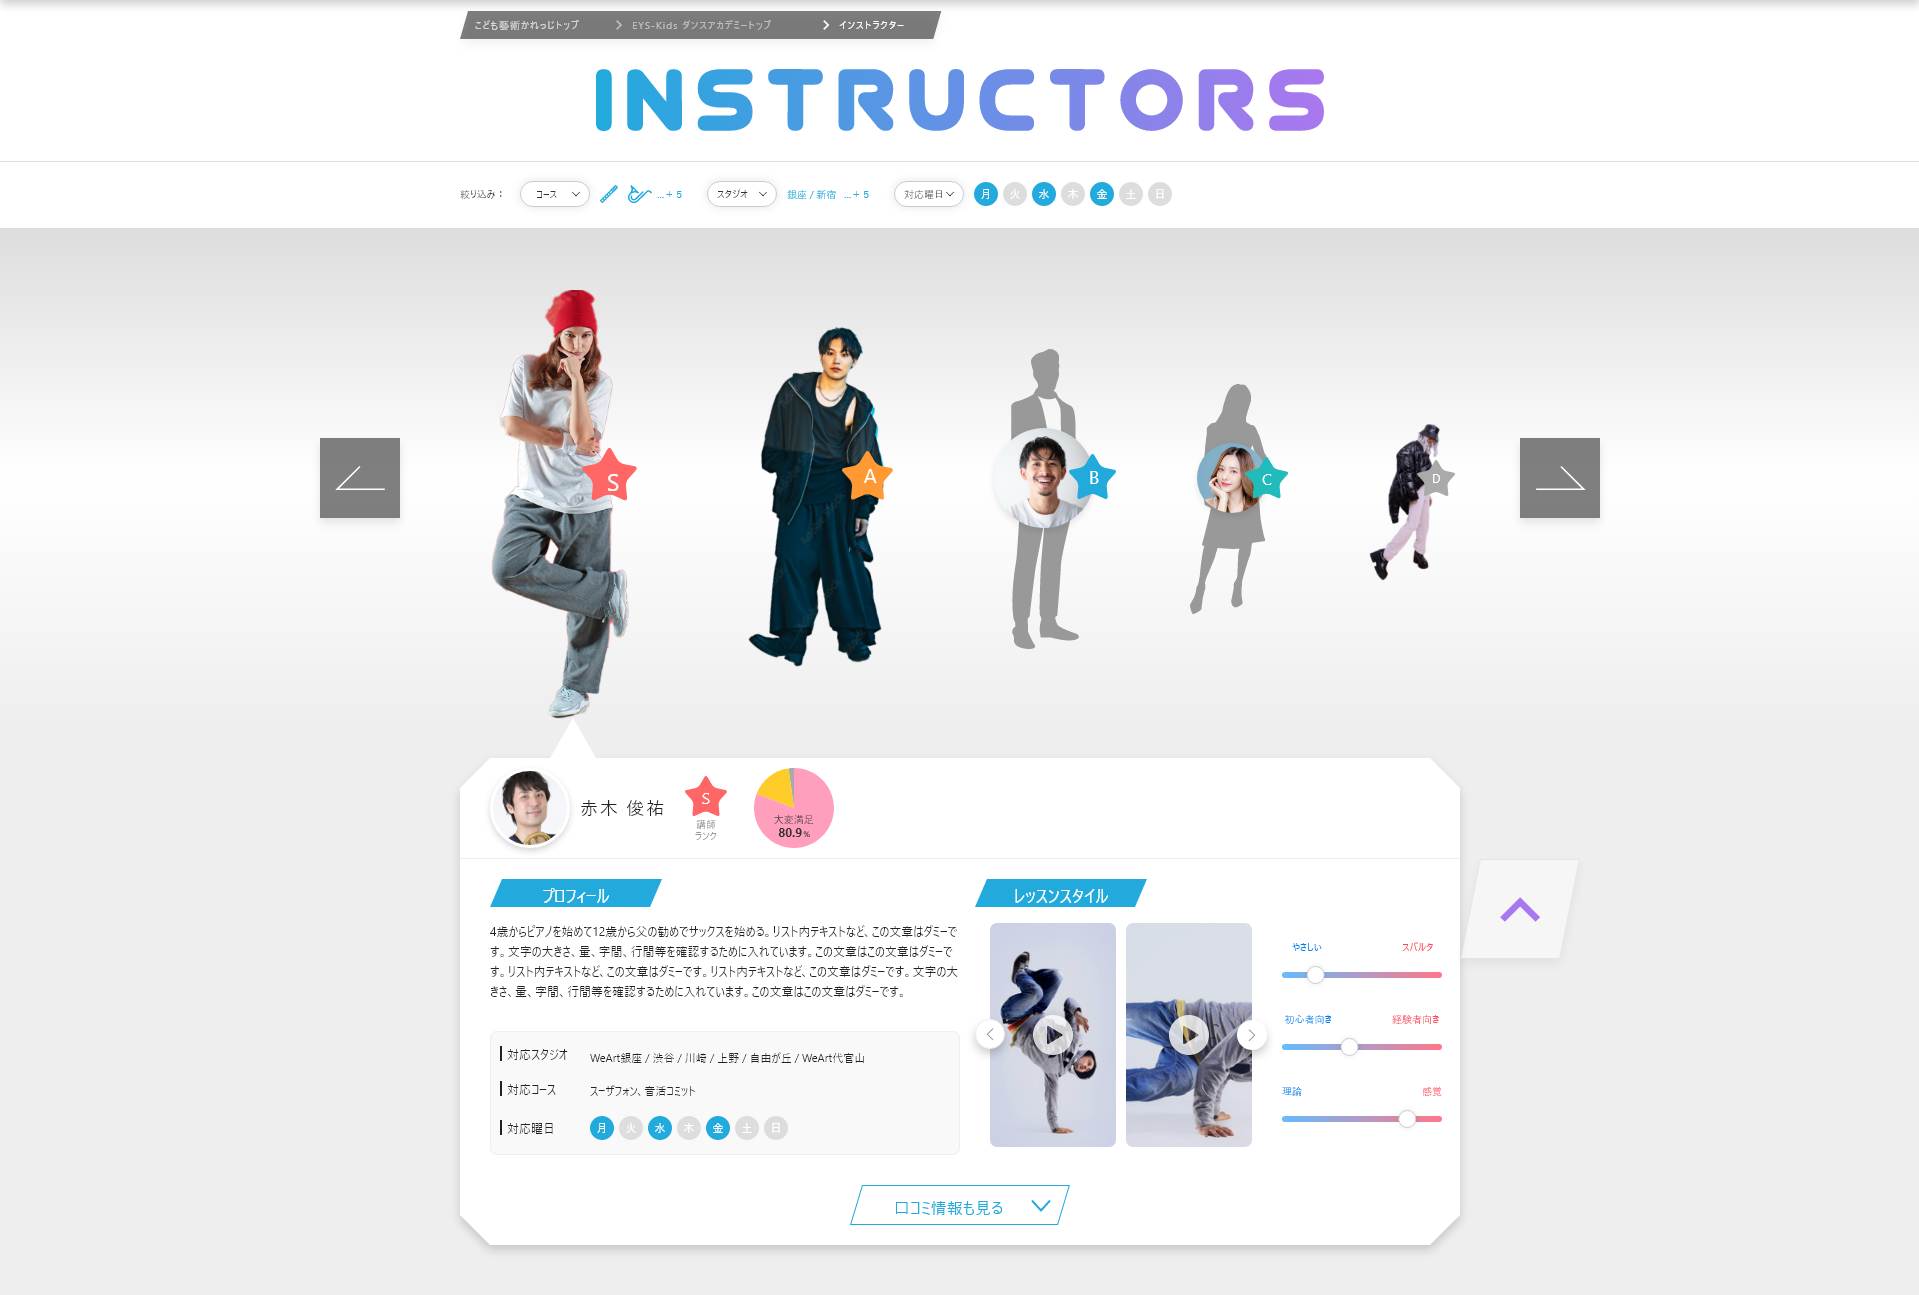 こども藝術かれっじトップ
EYS-Kids ダンスアカデミートップ
インストラクター
INSTRUCTORS
絞り込み：
コース
...+ 5
スタジオ
銀座 / 新宿 ...+ 5
対応曜日
月 火 水 木 金 土 日
S
A
B
C
D
赤木 俊祐
S
講師
ランク
大変満足
80.9%
プロフィール
4歳からピアノを始めて12歳から父の勧めでサックスを始める。リスト内テキストなど、この文章はダミーで
す。文字の大きさ、量、字間、行間等を確認するために入れています。この文章はこの文章はダミーで
す。リスト内テキストなど、この文章はダミーです。リスト内テキストなど、この文章はダミーです。文字の大
きさ、量、字間、行間等を確認するために入れています。この文章はこの文章はダミーです。
対応スタジオ
WeArt銀座 / 渋谷 / 川崎 / 上野 / 自由が丘 / WeArt代官山
対応コース
スーザフォン、音活コミット
対応曜日
月 火 水 木 金 土 日
レッスンスタイル
やさしい
スパルタ
初心者向き
経験者向き
理論
感覚
口コミ情報も見る